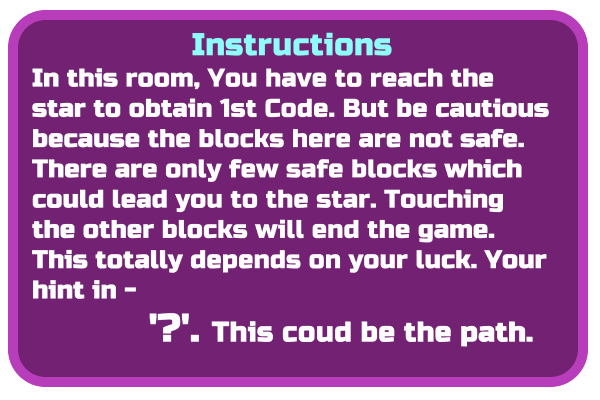 Instructions
In this room, You have to reach the
star to obtain 1st Code. But be cautious
because the blocks here are not safe.
There are only few safe blocks which
could lead you to the star. Touching
the other blocks will end the game.
This totally depends on your luck. Your
hint in -
'?'. This coud be the path.